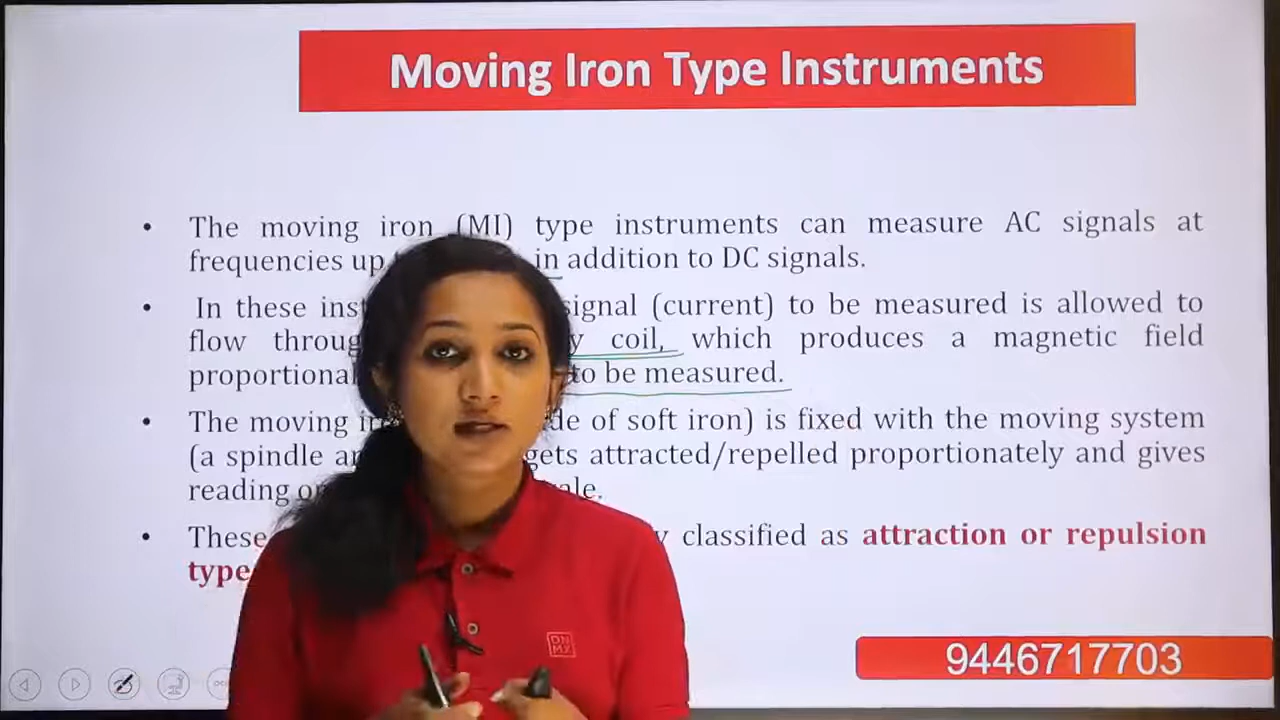 Moving Iron Type Instruments
• The moving iron (MI) type instruments can measure AC signals at
frequencies up in addition to DC signals.
• In these signal (current) to be measured is allowed to
flow coil, which produces a magnetic field
proportional to be measured.
• The moving of soft iron) is fixed with the moving system
(a spindle gets attracted/repelled proportionately and gives
reading
• These classified as attraction or repulsion
type
DN
MX
9446717703